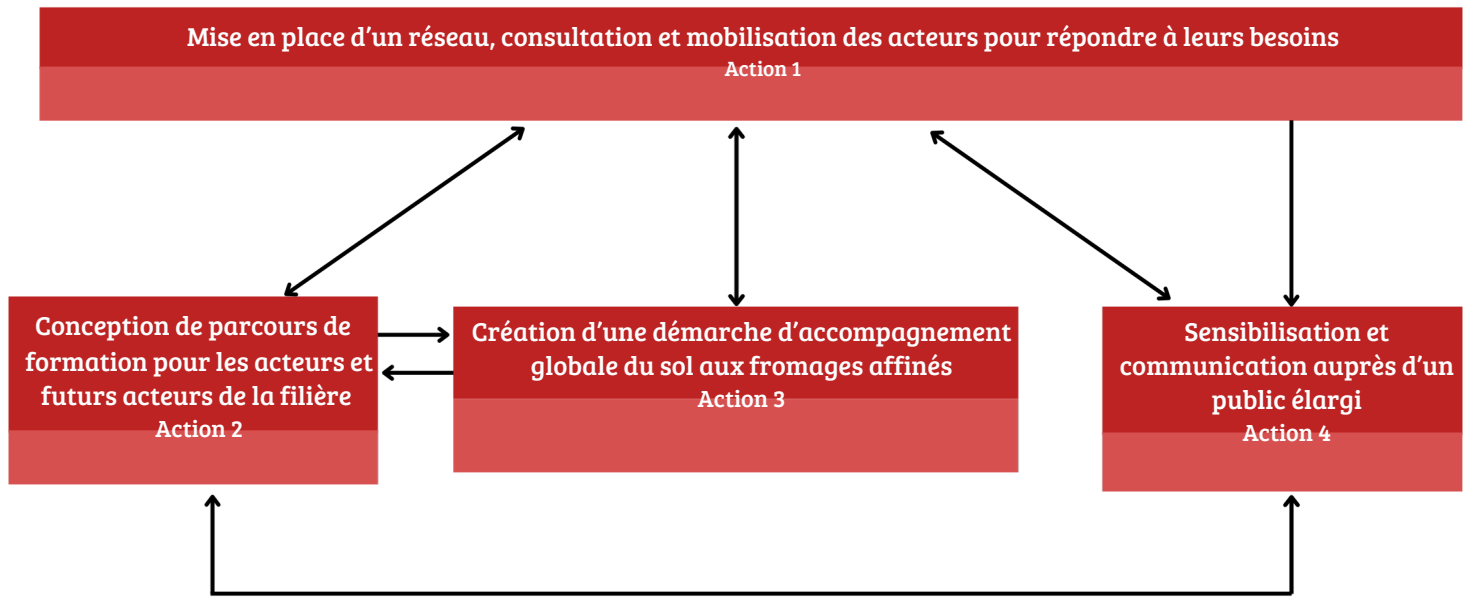 Mise en place d’un réseau, consultation et mobilisation des acteurs pour répondre à leurs besoins
Action 1
Conception de parcours de
formation pour les acteurs et
futurs acteurs de la filière
Action 2
Création d’une démarche d’accompagnement
globale du sol aux fromages affinés
Action 3
Sensibilisation et
communication auprès d’un
public élargi
Action 4